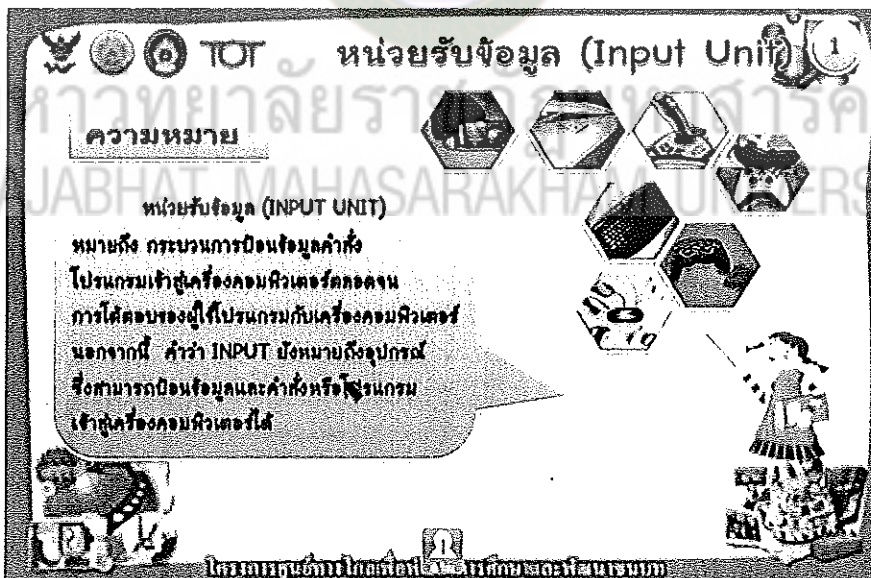 TOT
หน่วยรับข้อมูล (Input Unit)
1
ความหมาย
หน่วยรับข้อมูล (INPUT UNIT)
หมายถึง กระบวนการป้อนข้อมูลคำสั่ง
โปรแกรมเข้าสู่เครื่องคอมพิวเตอร์ตลอดจน
การโต้ตอบของผู้ใช้โปรแกรมกับเครื่องคอมพิวเตอร์
นอกจากนี้ คำว่า INPUT ยังหมายถึงอุปกรณ์
ซึ่งสามารถป้อนข้อมูลและคำสั่งหรือโปรแกรม
เข้าสู่เครื่องคอมพิวเตอร์ได้